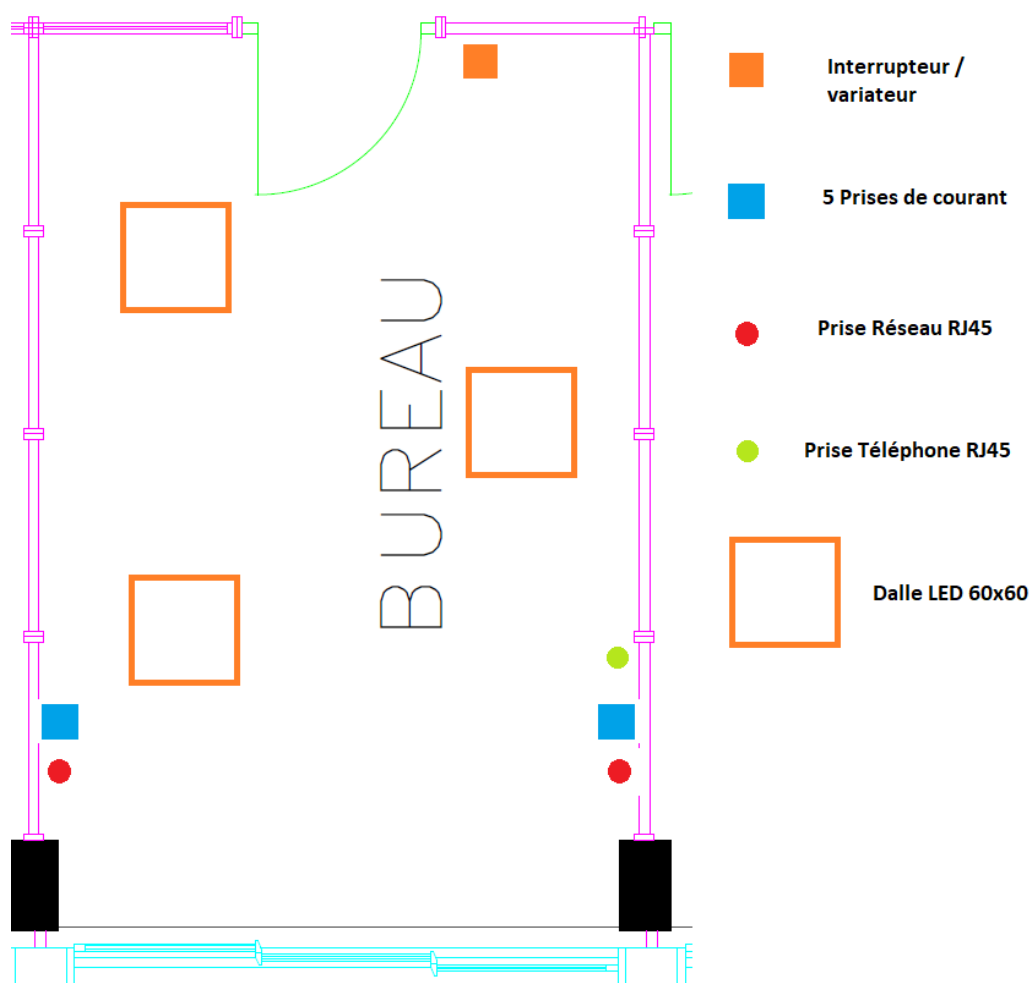 Interrupteur /
variateur
5 Prises de courant
Prise Réseau RJ45
Prise Téléphone RJ45
Dalle LED 60x60
BUREAU